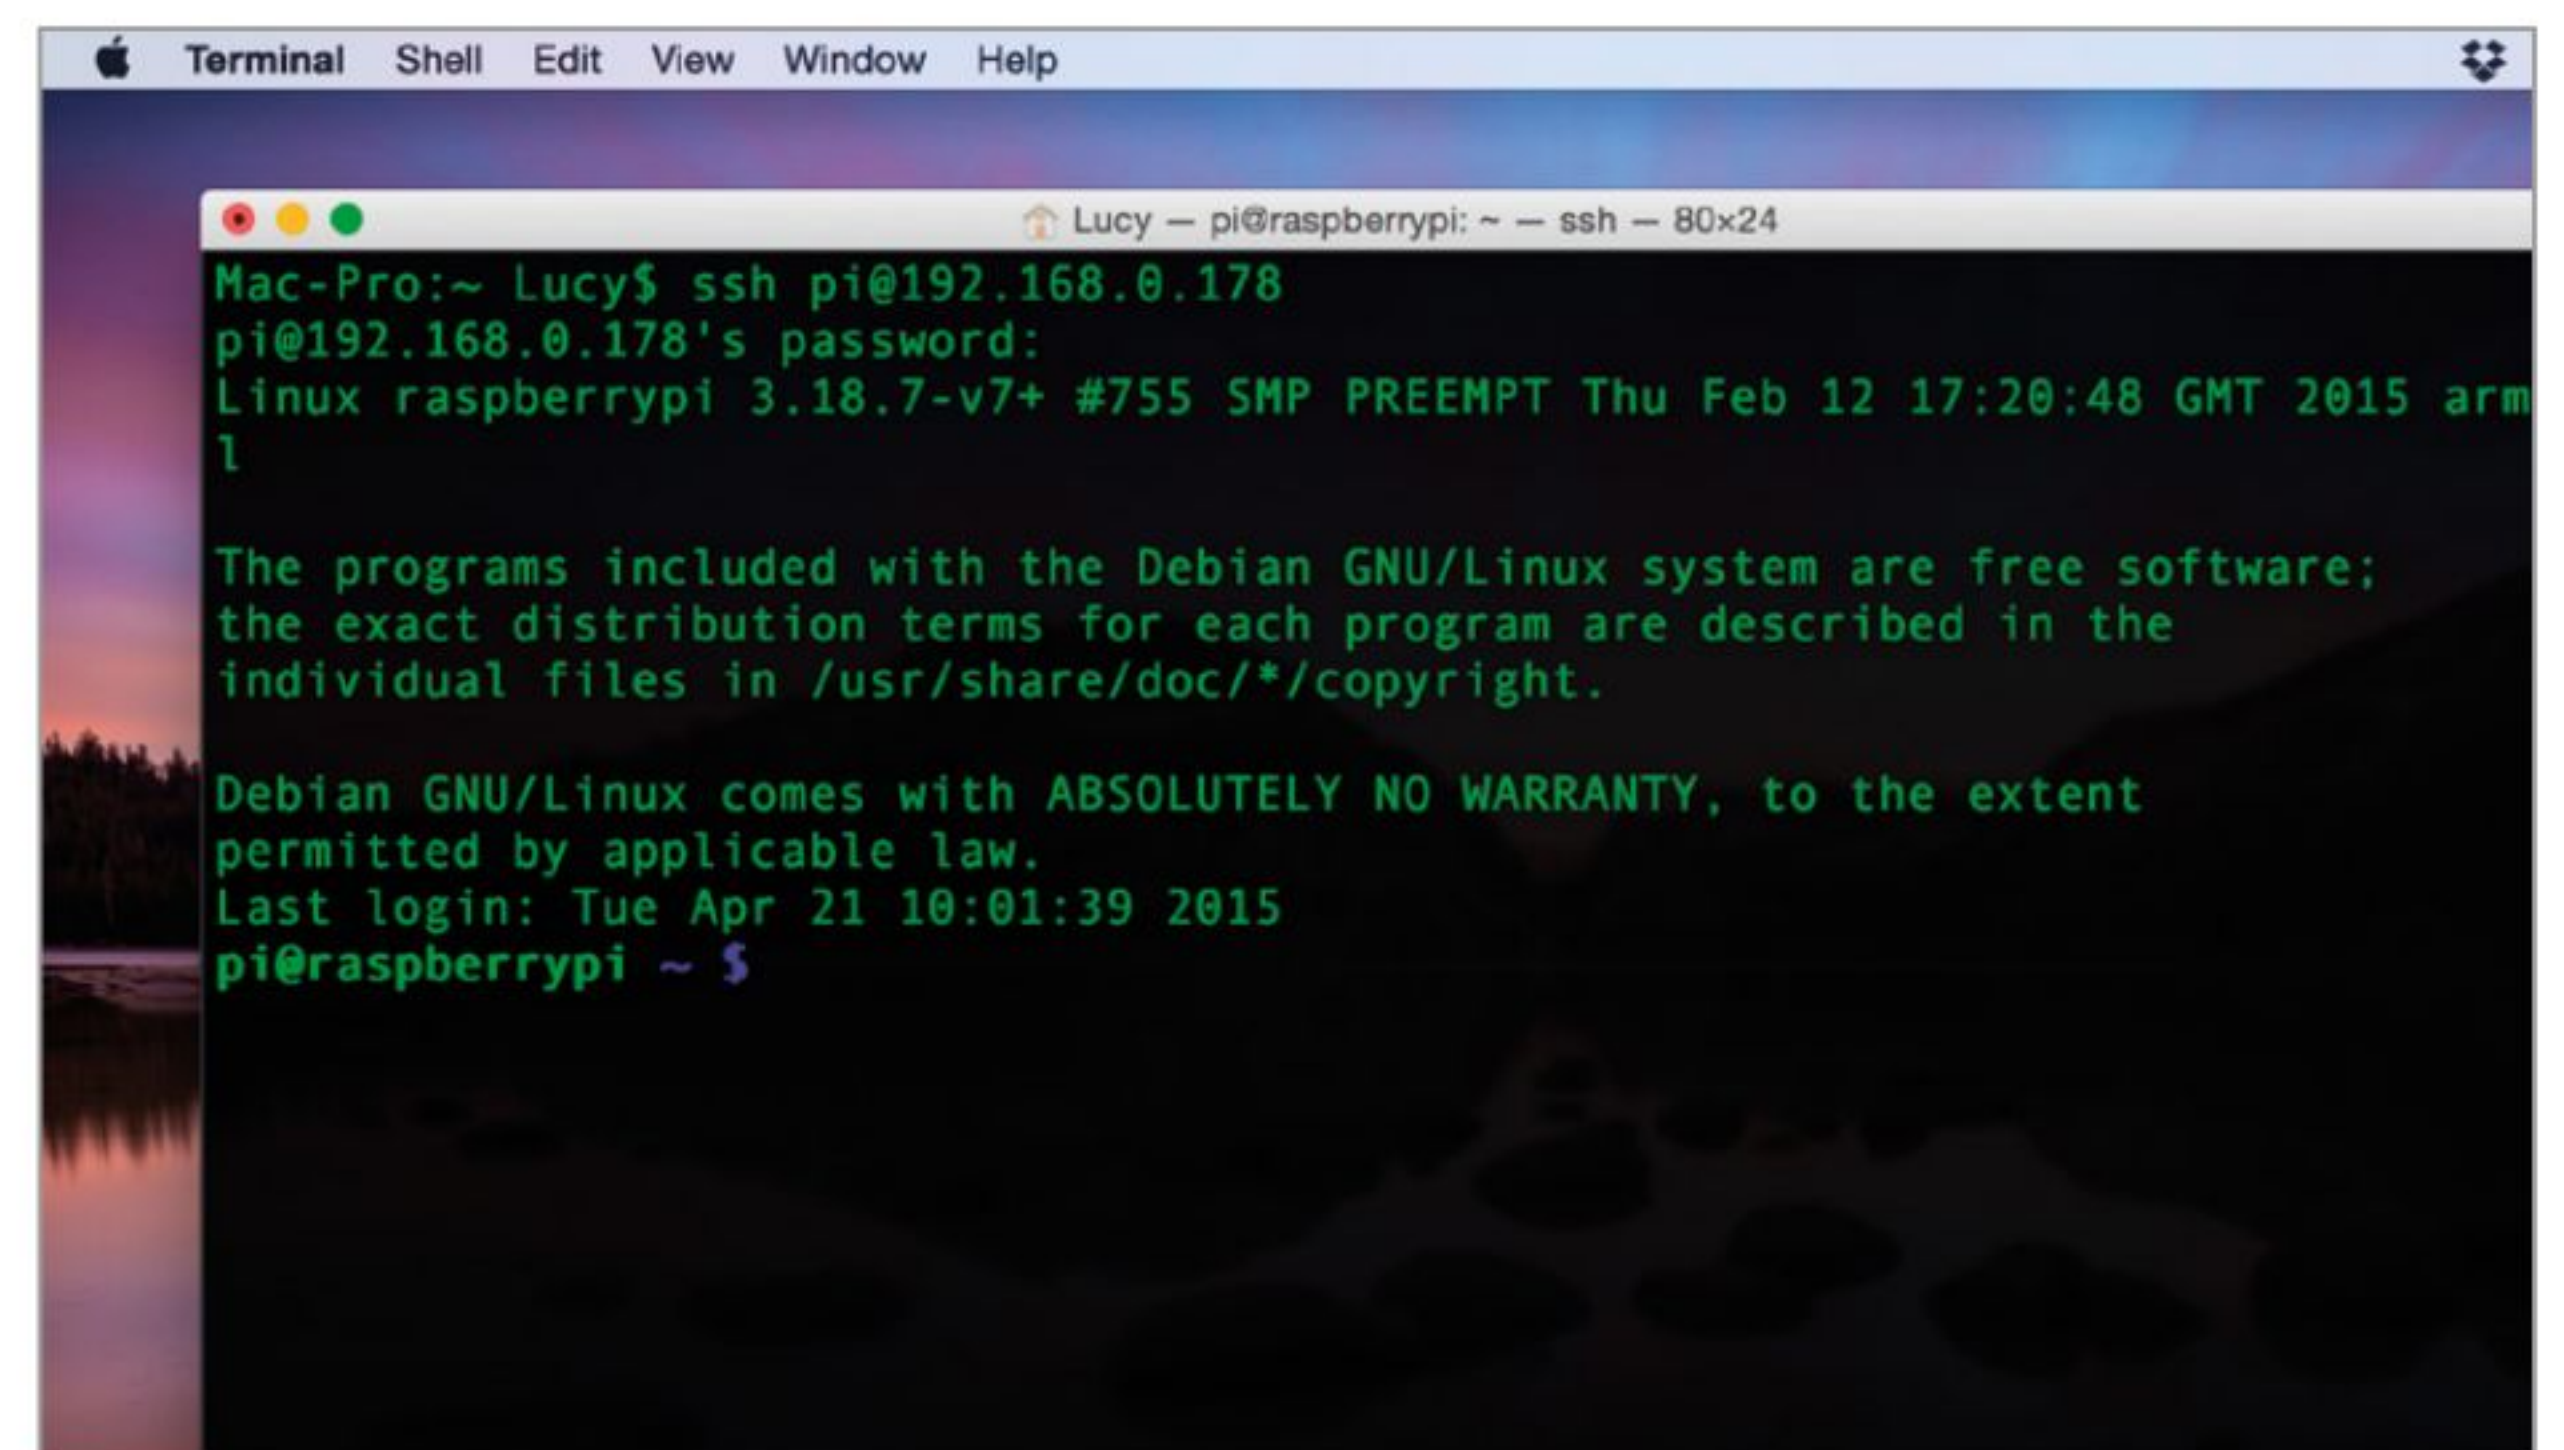 Terminal Shell Edit View Window Help
Lucy — pi@raspberrypi: ~ — ssh — 80×24
Mac-Pro:~ Lucy$ ssh pi@192.168.0.178
pi@192.168.0.178's password:
Linux raspberrypi 3.18.7-v7+ #755 SMP PREEMPT Thu Feb 12 17:20:48 GMT 2015 arm
l
The programs included with the Debian GNU/Linux system are free software;
the exact distribution terms for each program are described in the
individual files in /usr/share/doc/*/copyright.
Debian GNU/Linux comes with ABSOLUTELY NO WARRANTY, to the extent
permitted by applicable law.
Last login: Tue Apr 21 10:01:39 2015
pi@raspberrypi ~ $